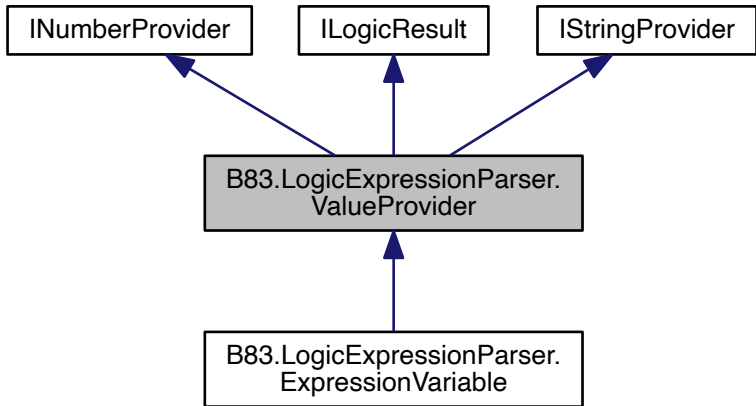 INumberProvider
ILogicResult
IStringProvider
B83.LogicExpressionParser.
ValueProvider
B83.LogicExpressionParser.
ExpressionVariable